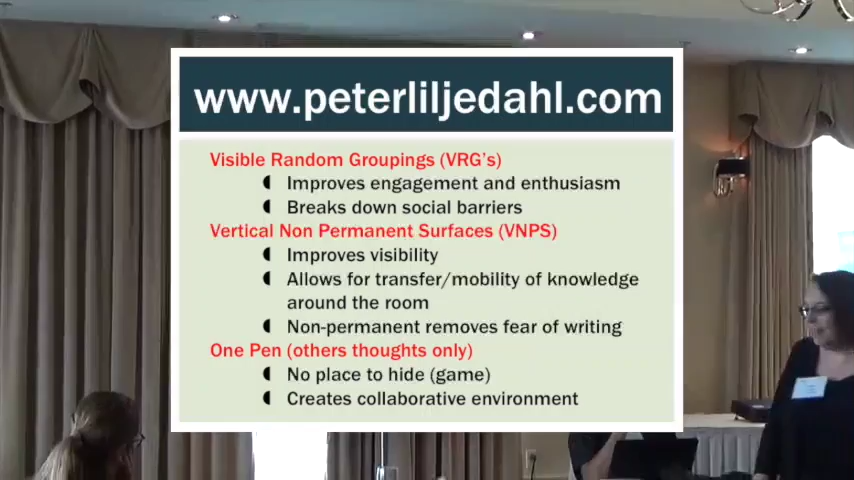 www.peterliljedahl.com
Visible Random Groupings (VRG's)
Improves engagement and enthusiasm
Breaks down social barriers
Vertical Non Permanent Surfaces (VNPS)
Improves visibility
Allows for transfer/mobility of knowledge
around the room
Non-permanent removes fear of writing
One Pen (others thoughts only)
No place to hide (game)
Creates collaborative environment